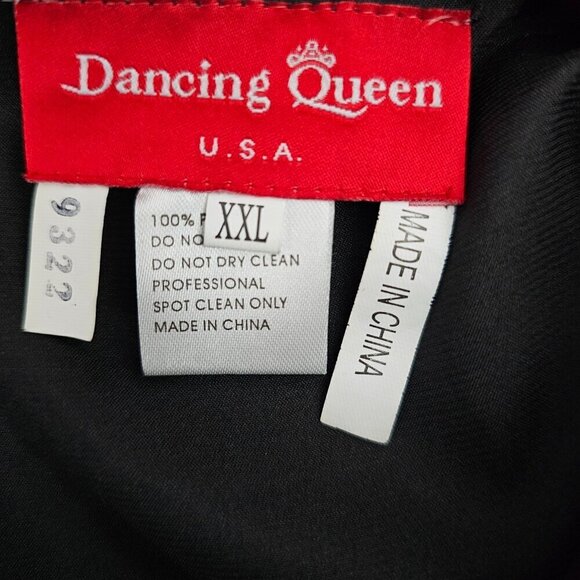 Dancing Queen
U.S.A.
9322
XXL
100%
DO
DO NOT DRY CLEAN
PROFESSIONAL
SPOT CLEAN ONLY
MADE IN CHINA
MADE IN CHINA